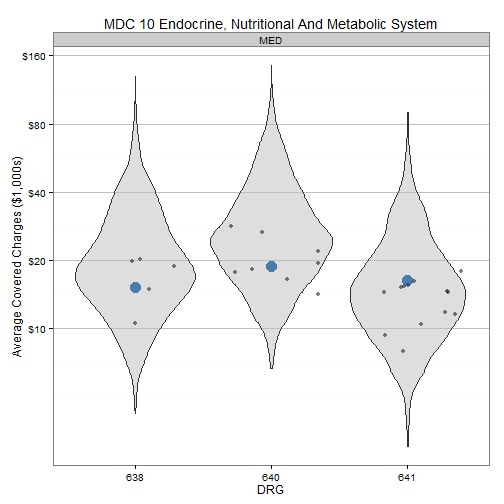 MDC 10 Endocrine, Nutritional And Metabolic System
MED
$160
$80
$40
$20
$10
Average Covered Charges ($1,000s)
638
640
641
DRG